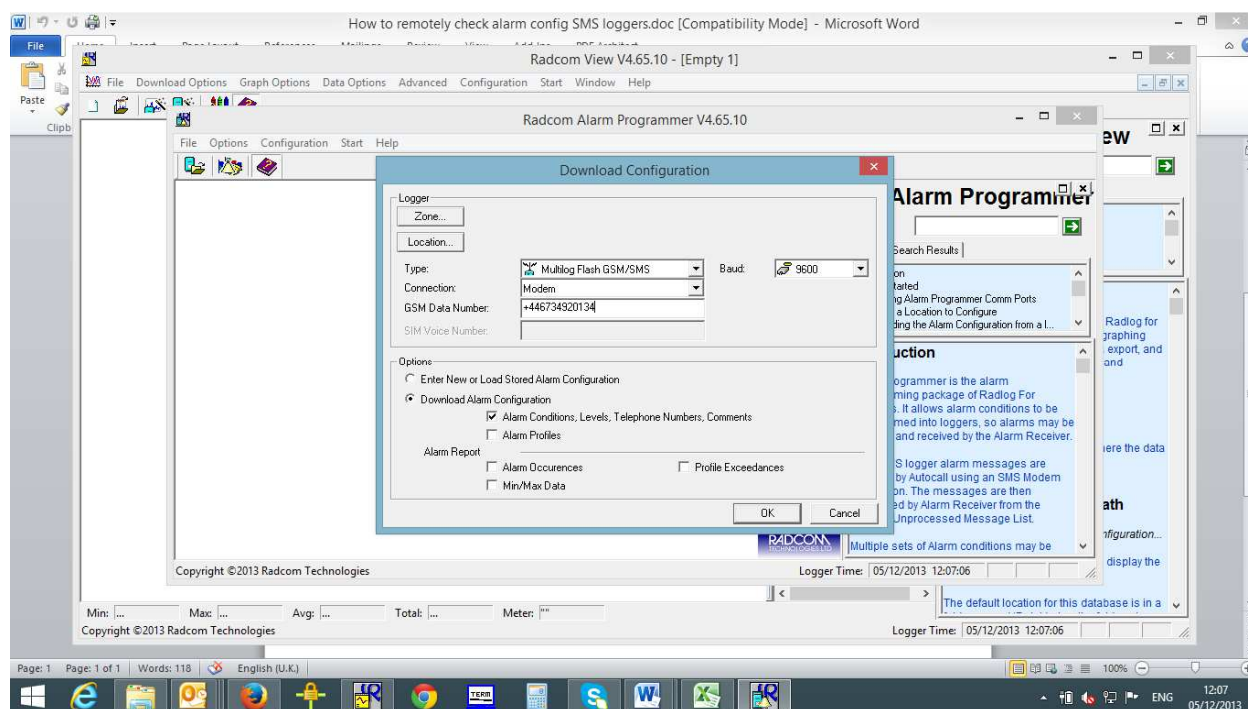 How to remotely check alarm config SMS loggers.doc [Compatibility Mode] - Microsoft Word
File
Paste
Clipb
Radcom View V4.65.10 - [Empty 1]
File Download Options Graph Options Data Options Advanced Configuration Start Window Help
Radcom Alarm Programmer V4.65.10
File Options Configuration Start Help
Download Configuration
Logger
Zone...
Location...
Type: Multilog Flash GSM/SMS Baud: 9600
Connection: Modem
GSM Data Number: +446734920134
SIM Voice Number:
Options
Enter New or Load Stored Alarm Configuration
Download Alarm Configuration
Alarm Conditions, Levels, Telephone Numbers, Comments
Alarm Profiles
Alarm Report
Alarm Occurences Profile Exceedances
Min/Max Data
OK Cancel
Alarm Programmer
Search Results
on
tarted
ng Alarm Programmer Comm Ports
a Location to Configure
ding the Alarm Configuration from a L...
uction
ogrammer is the alarm
ming package of Radlog For
s. It allows alarm conditions to be
med into loggers, so alarms may be
and received by the Alarm Receiver.
S logger alarm messages are
by Autocall using an SMS Modem
on. The messages are then
ed by Alarm Receiver from the
Unprocessed Message List.
Multiple sets of Alarm conditions may be
RADCOM
TECHNOLOGIES LTD
Copyright ©2013 Radcom Technologies
Logger Time: 05/12/2013 12:07:06
ew
Radlog for
graphing
export, and
and
here the data
ath
nfiguration...
display the
The default location for this database is in a
Min: ... Max: ... Avg: ... Total: ... Meter: ""
Copyright ©2013 Radcom Technologies
Logger Time: 05/12/2013 12:07:06
Page: 1 Page: 1 of 1 Words: 118 English (U.K.) 100%
TERM
ENG
12:07
05/12/2013